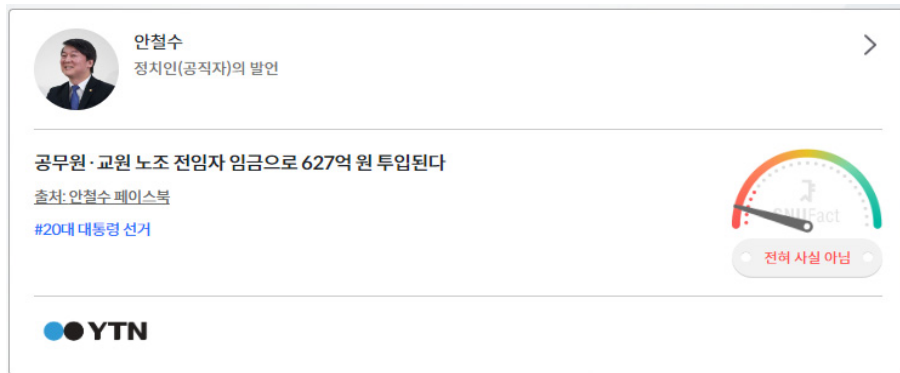 안철수
정치인(공직자)의 발언
공무원·교원 노조 전임자 임금으로 627억 원 투입된다
출처: 안철수 페이스북
#20대 대통령 선거
SNUFact
전혀 사실 아님
YTN